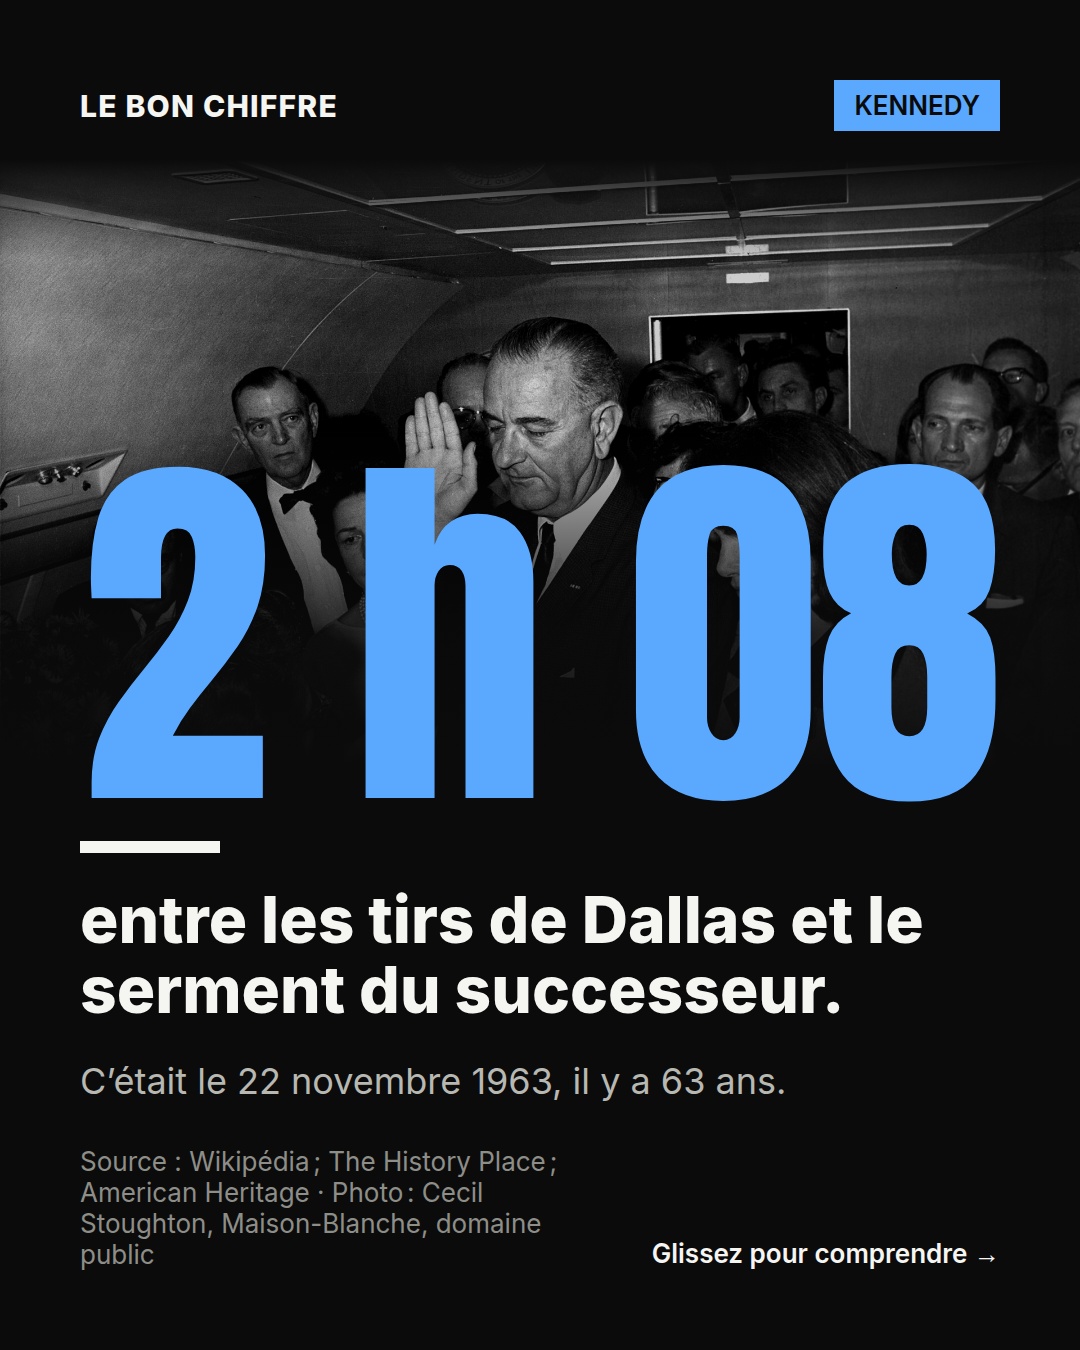 LE BON CHIFFRE
KENNEDY
2 h 08
entre les tirs de Dallas et le
serment du successeur.
C’était le 22 novembre 1963, il y a 63 ans.
Source : Wikipédia ; The History Place ;
American Heritage · Photo : Cecil
Stoughton, Maison-Blanche, domaine
public
Glissez pour comprendre →